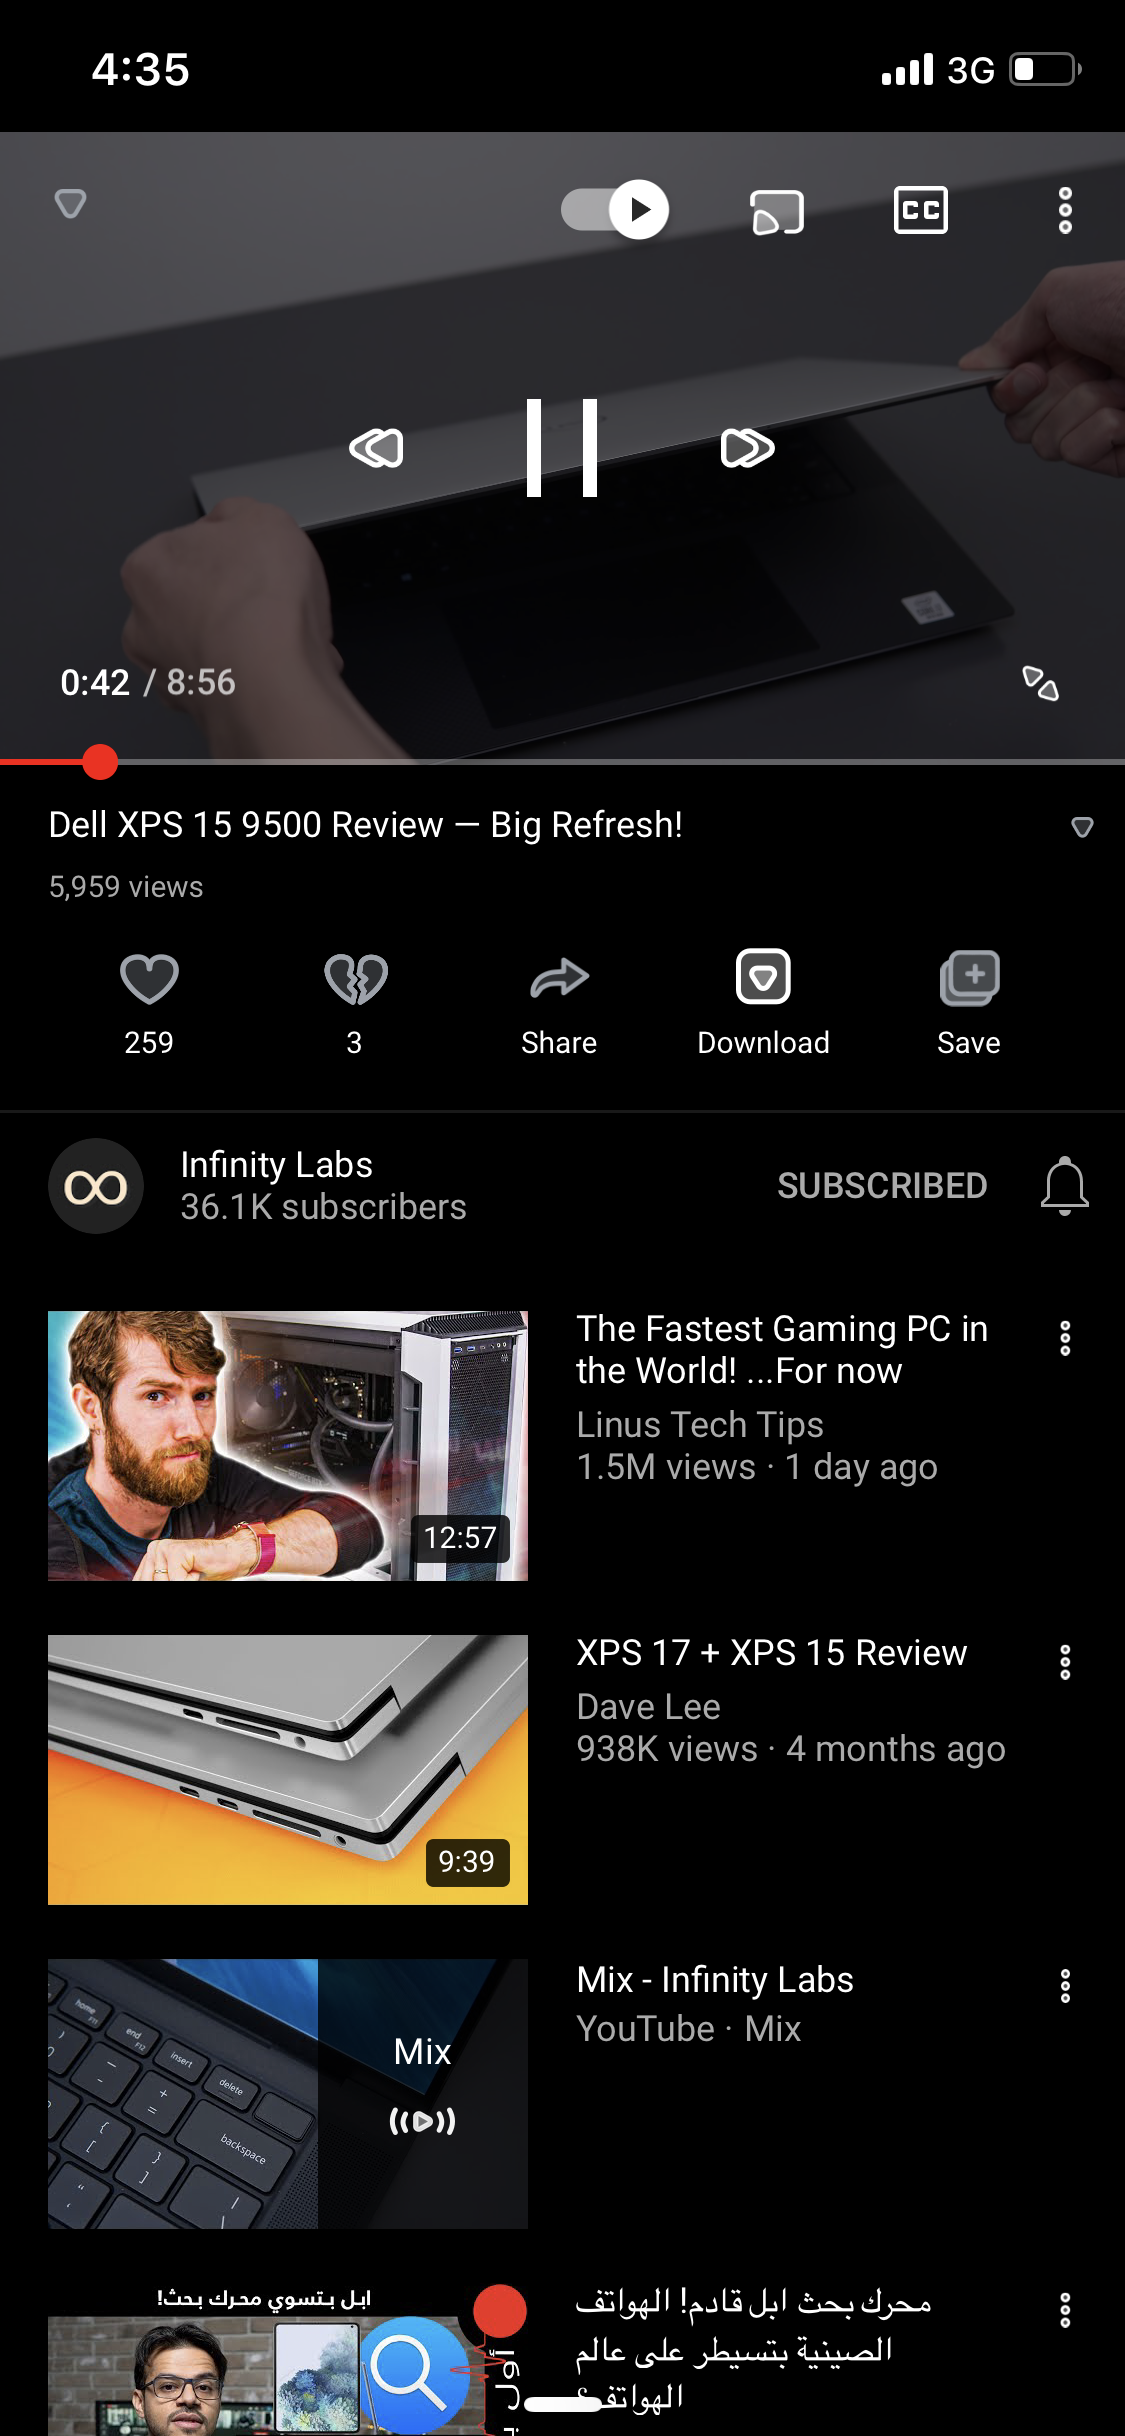 4:35
3G
CC
0:42 / 8:56
Dell XPS 15 9500 Review — Big Refresh!
5,959 views
259
3
Share
Download
Save
Infinity Labs
36.1K subscribers
SUBSCRIBED
12:57
The Fastest Gaming PC in
the World! ...For now
Linus Tech Tips
1.5M views · 1 day ago
9:39
XPS 17 + XPS 15 Review
Dave Lee
938K views · 4 months ago
home
end
insert
delete
backspace
Mix
Mix - Infinity Labs
YouTube · Mix
ابل بتسوي محرك بحث!
أول
محرك بحث ابل قادم! الهواتف
الصينية بتسيطر على عالم
الهواتف؟